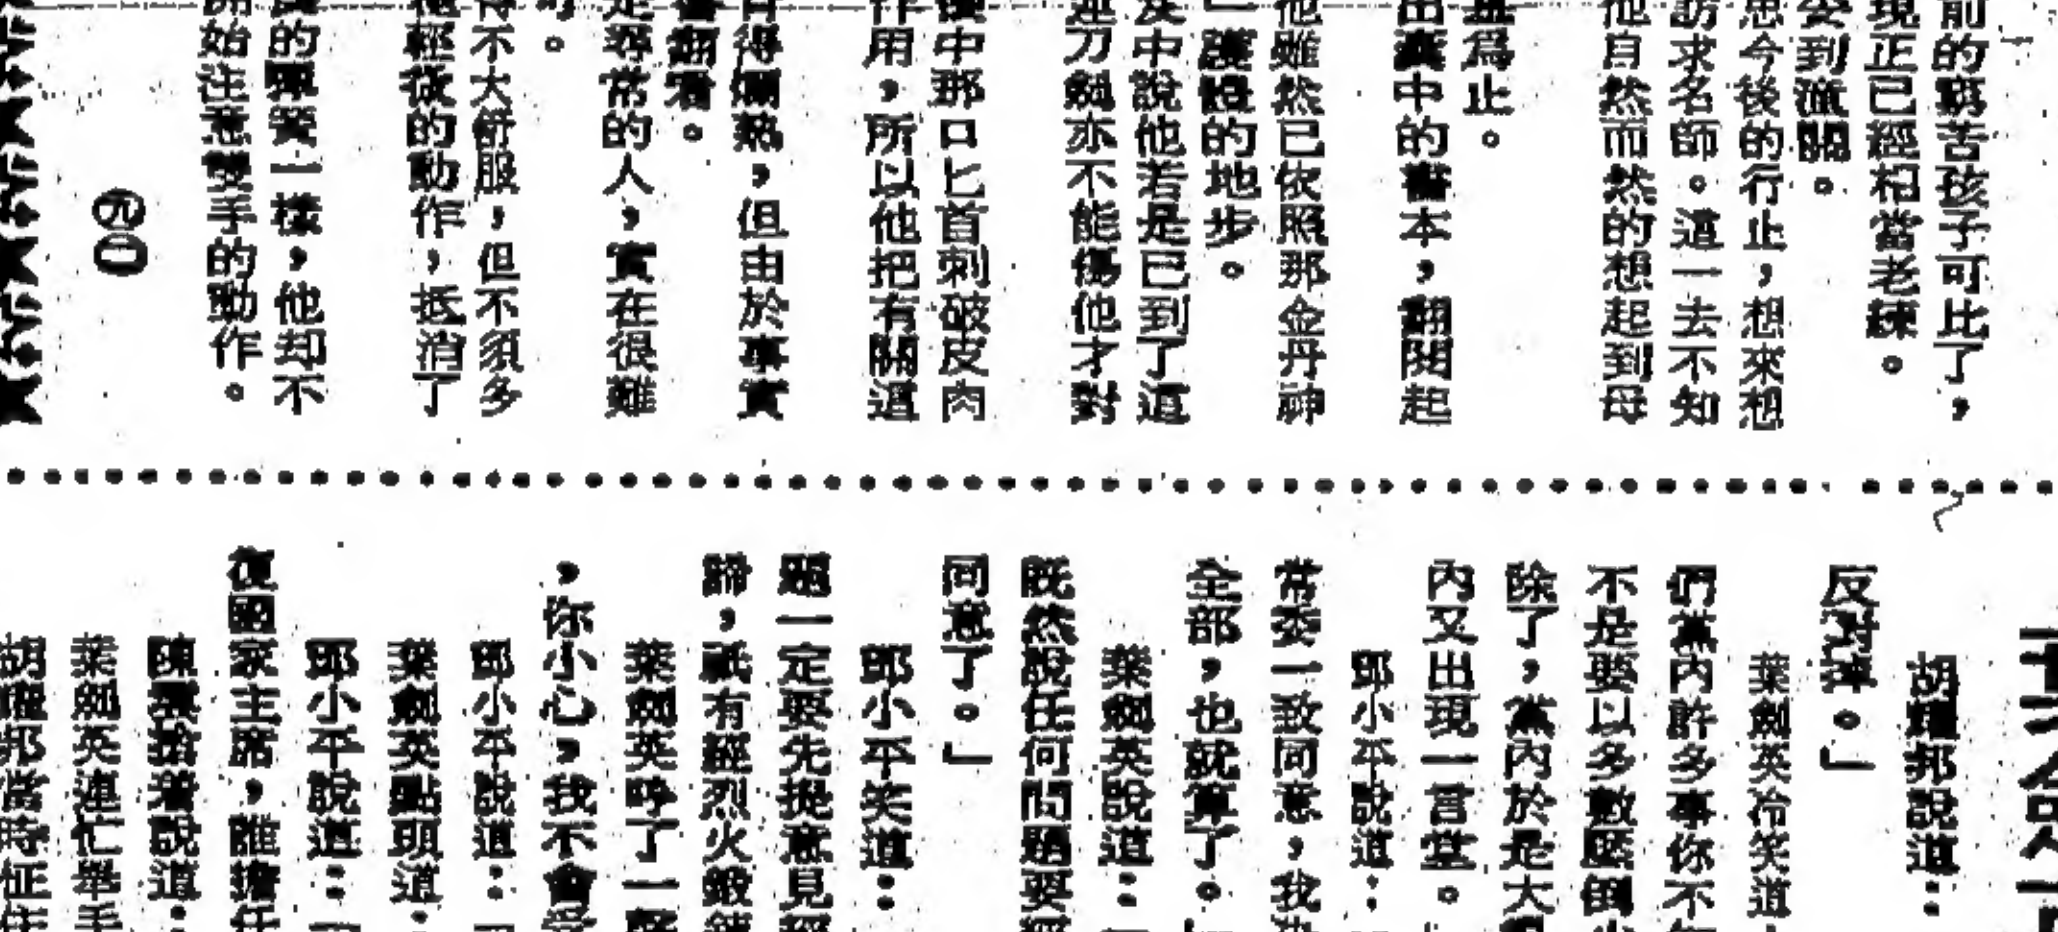 前的窮苦孩子可比了，
現正已經相當老練。
到潼關。
思今後的行止，想來想
訪求名師。這一去不知
他自然而然的想起到母
為止。
出囊中的書本，翻閱起
他雖然已依照那金丹神
護體的地步。
中說他若是已到了這
連刀劍亦不能傷他才對
中那口匕首刺破皮肉
作用，所以他把有關這
得爛熟，但由於事實
翻看。
是尋常的人，實在很難
。
得不大舒服，但不須多
輕微的動作，抵消了
的彈簧一樣，他却不
開始注意雙手的動作。
九〇
胡耀邦說道：
反對掉。」
葉劍英冷笑道
們黨內許多事你不
不是要以多數壓倒少
除了，黨內於是大
內又出現一言堂。
鄧小平說道：
常委一致同意，我
全部，也就算了。
葉劍英說道：
既然說任何問題要
同意了。」
鄧小平笑道：
題一定要先提意見經
歸，祇有經烈火鍛鍊
葉劍英哼了一
，你小心，我不會受
鄧小平說道：
葉劍英點頭道：
鄧小平說道：
復國家主席，誰擔任
陳雲搶着說道：
葉劍英連忙舉手
胡耀邦當時怔住